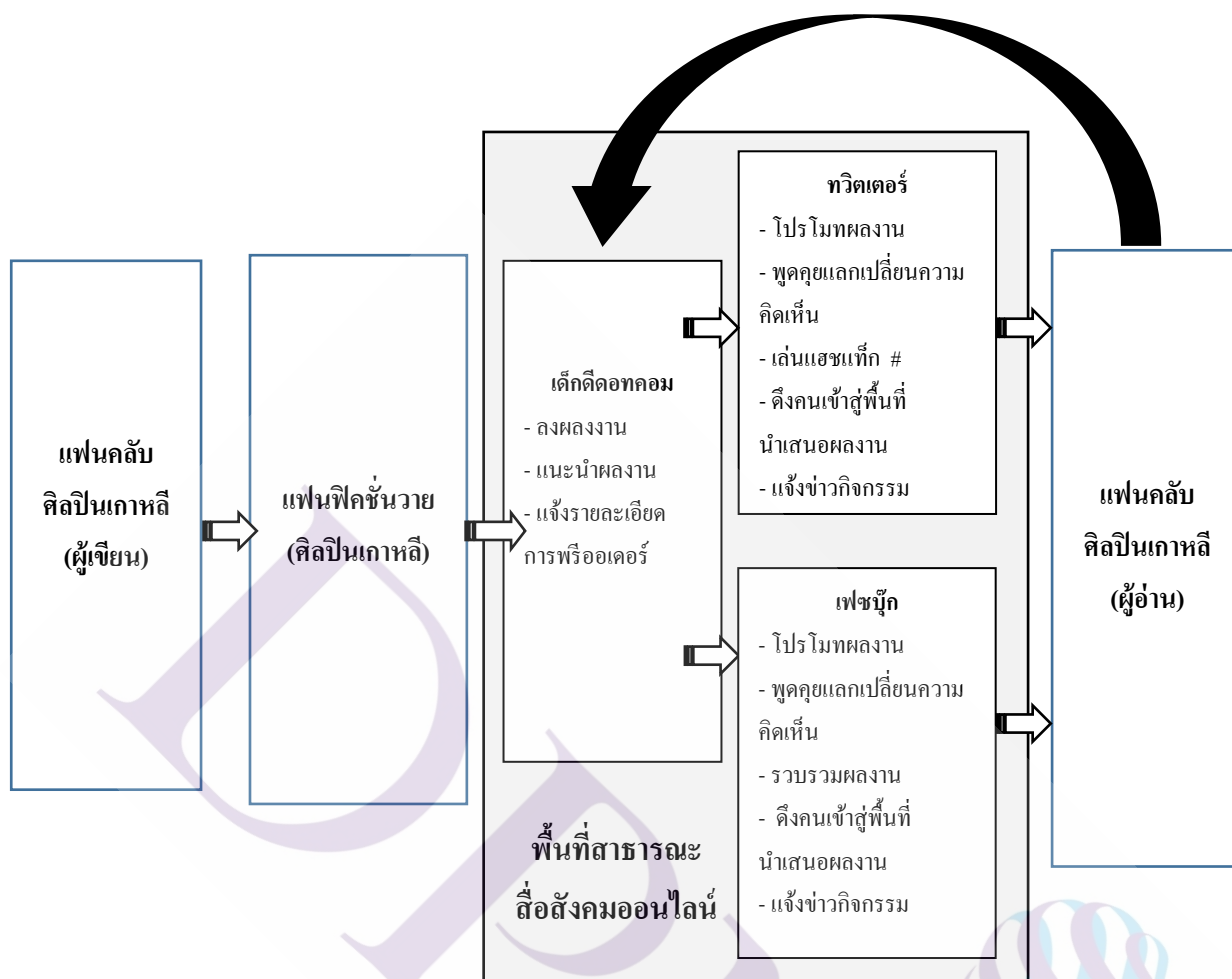 แฟนคลับ
ศิลปินเกาหลี
(ผู้เขียน)
แฟนฟิคชั่นวาย
(ศิลปินเกาหลี)
เด็กดีดอทคอม
- ลงผลงงาน
- แนะนำผลงาน
- แจ้งรายละเอียด
การพรีออเดอร์
ทวิตเตอร์
- โปรโมทผลงาน
- พูดคุยแลกเปลี่ยนความ
คิดเห็น
- เล่นแฮชแท็ก #
- ดึงคนเข้าสู่พื้นที่
นำเสนอผลงาน
- แจ้งข่าวกิจกรรม
เฟซบุ๊ก
- โปรโมทผลงาน
- พูดคุยแลกเปลี่ยนความ
คิดเห็น
- รวบรวมผลงาน
- ดึงคนเข้าสู่พื้นที่
นำเสนอผลงาน
- แจ้งข่าวกิจกรรม
พื้นที่สาธารณะ
สื่อสังคมออนไลน์
แฟนคลับ
ศิลปินเกาหลี
(ผู้อ่าน)